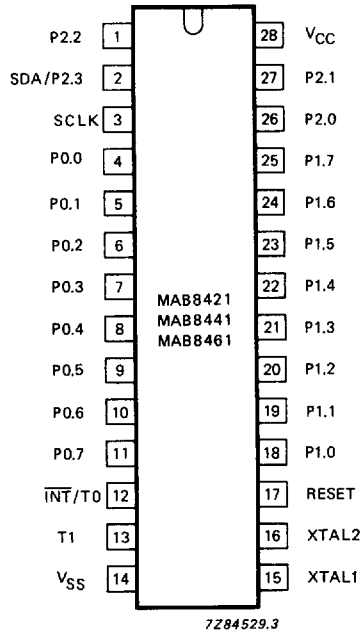 P2.2 1 28 VCC
SDA/P2.3 2 27 P2.1
SCLK 3 26 P2.0
P0.0 4 25 P1.7
P0.1 5 24 P1.6
P0.2 6 23 P1.5
P0.3 7 22 P1.4
MAB8421
MAB8441
MAB8461
P0.4 8 21 P1.3
P0.5 9 20 P1.2
P0.6 10 19 P1.1
P0.7 11 18 P1.0
INT/T0 12 17 RESET
T1 13 16 XTAL2
VSS 14 15 XTAL1
7Z84529.3